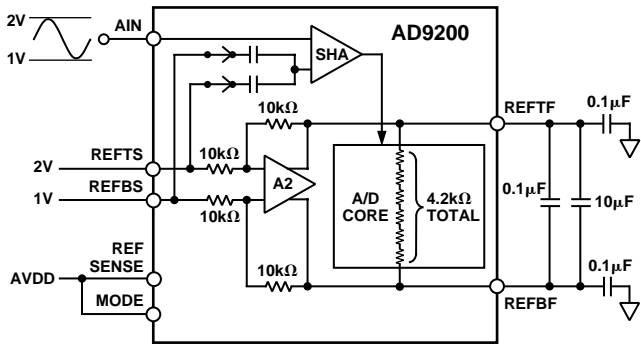 2V
AIN
AD9200
1V
SHA
10kΩ
REFTF
0.1µF
REFTS
10kΩ
2V
A2
REFBS
1V
10kΩ
A/D
CORE
4.2kΩ
TOTAL
0.1µF
10µF
REF
SENSE
AVDD
MODE
10kΩ
0.1µF
REFBF